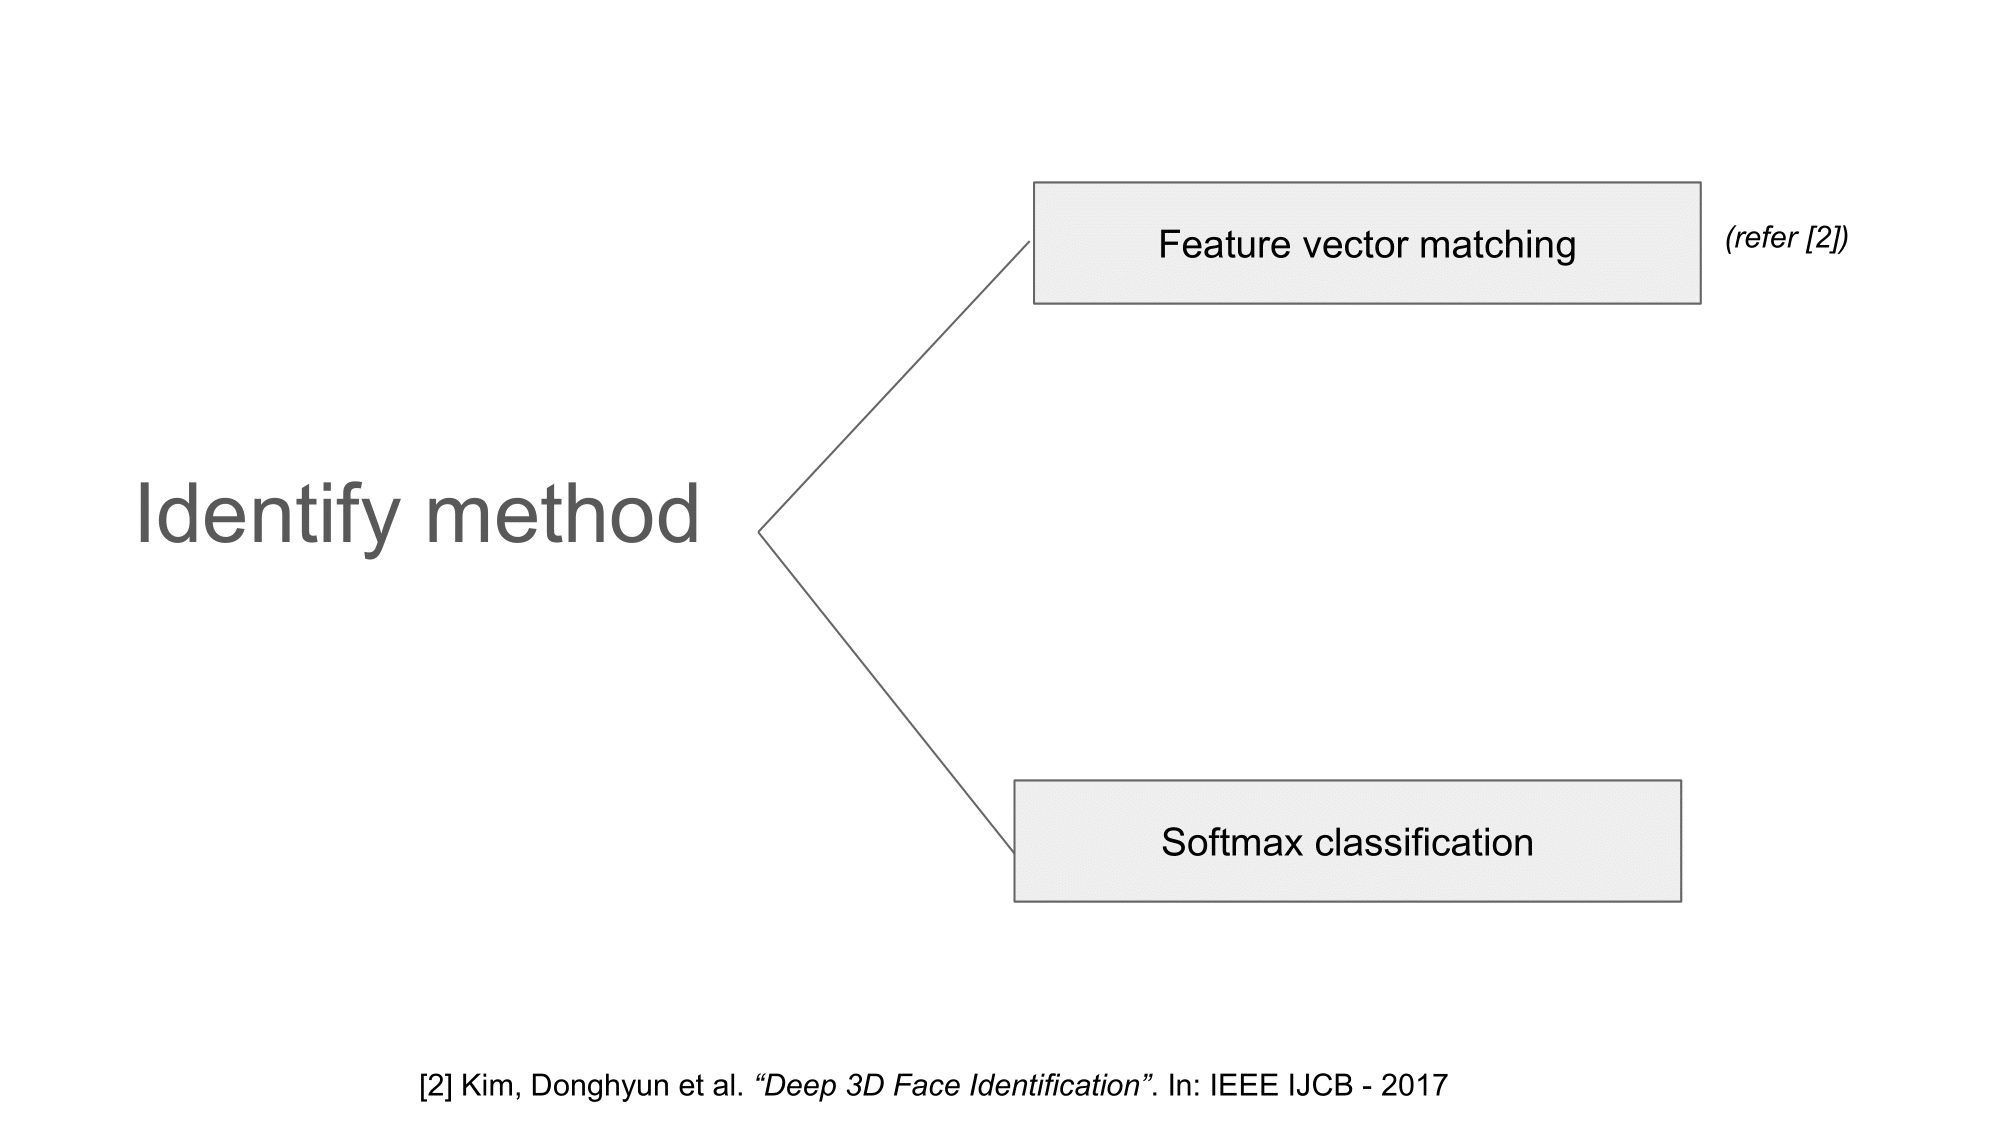 Feature vector matching
(refer [2])
Identify method
Softmax classification
[2] Kim, Donghyun et al. “Deep 3D Face Identification”. In: IEEE IJCB - 2017